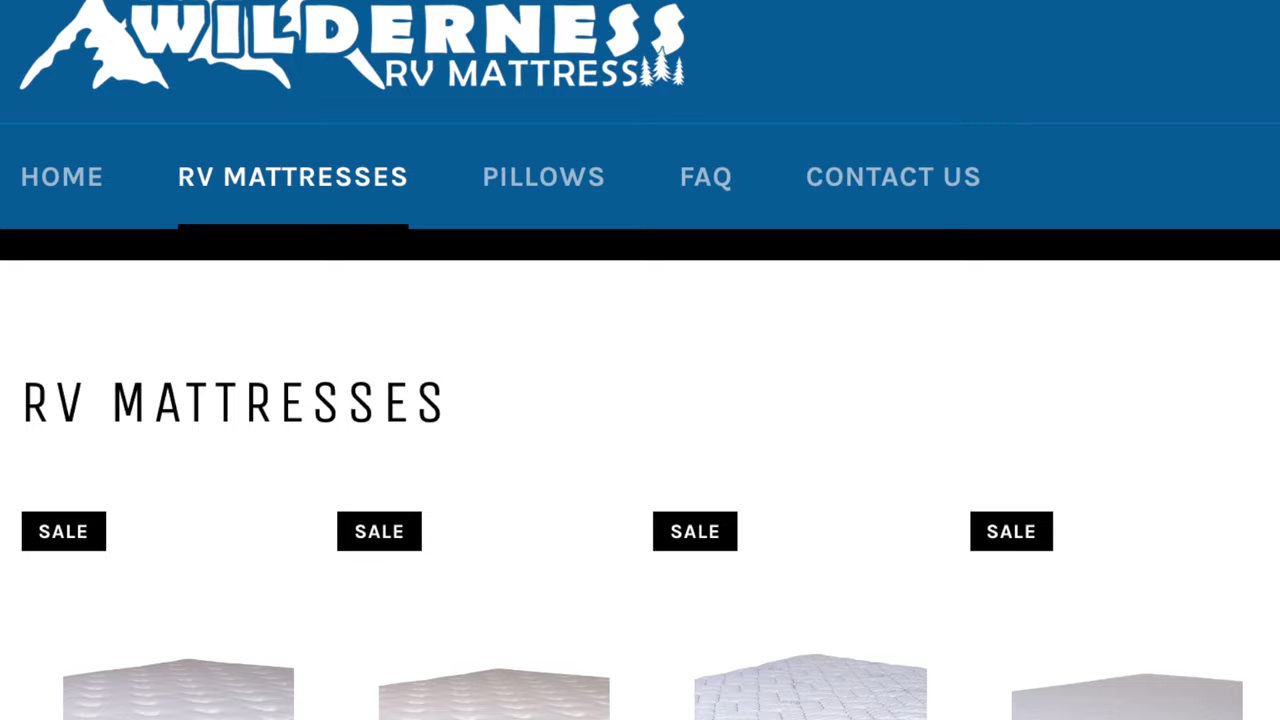 WILDERNESS
RV MATTRESS
HOME RV MATTRESSES PILLOWS FAQ CONTACT US
RV MATTRESSES
SALE SALE SALE SALE